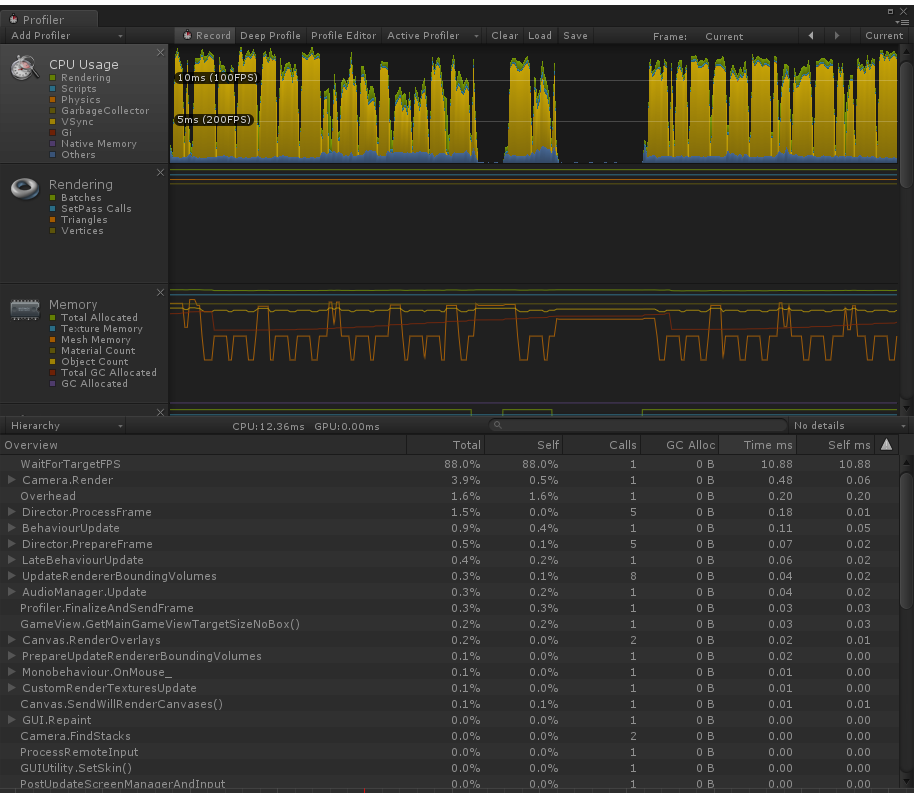 Profiler
Add Profiler Record Deep Profile Profile Editor Active Profiler Clear Load Save Frame: Current Current
CPU Usage
Rendering
Scripts
Physics
GarbageCollector
VSync
Gi
Native Memory
Others
10ms (100FPS)
5ms (200FPS)
Rendering
Batches
SetPass Calls
Triangles
Vertices
Memory
Total Allocated
Texture Memory
Mesh Memory
Material Count
Object Count
Total GC Allocated
GC Allocated
Hierarchy CPU:12.36ms GPU:0.00ms No details
Overview Total Self Calls GC Alloc Time ms Self ms
WaitForTargetFPS 88.0% 88.0% 1 0 B 10.88 10.88
Camera.Render 3.9% 0.5% 1 0 B 0.48 0.06
Overhead 1.6% 1.6% 1 0 B 0.20 0.20
Director.ProcessFrame 1.5% 0.0% 5 0 B 0.18 0.01
BehaviourUpdate 0.9% 0.4% 1 0 B 0.11 0.05
Director.PrepareFrame 0.5% 0.1% 5 0 B 0.07 0.02
LateBehaviourUpdate 0.4% 0.2% 1 0 B 0.06 0.02
UpdateRendererBoundingVolumes 0.3% 0.1% 8 0 B 0.04 0.02
AudioManager.Update 0.3% 0.2% 1 0 B 0.04 0.02
Profiler.FinalizeAndSendFrame 0.3% 0.3% 1 0 B 0.03 0.03
GameView.GetMainGameViewTargetSizeNoBox() 0.2% 0.2% 1 0 B 0.03 0.03
Canvas.RenderOverlays 0.2% 0.0% 2 0 B 0.02 0.01
PrepareUpdateRendererBoundingVolumes 0.1% 0.0% 1 0 B 0.02 0.00
Monobehaviour.OnMouse_ 0.1% 0.0% 1 0 B 0.01 0.00
CustomRenderTexturesUpdate 0.1% 0.0% 1 0 B 0.01 0.00
Canvas.SendWillRenderCanvases() 0.1% 0.1% 1 0 B 0.01 0.01
GUI.Repaint 0.0% 0.0% 1 0 B 0.00 0.00
Camera.FindStacks 0.0% 0.0% 2 0 B 0.00 0.00
ProcessRemoteInput 0.0% 0.0% 1 0 B 0.00 0.00
GUIUtility.SetSkin() 0.0% 0.0% 1 0 B 0.00 0.00
PostUpdateScreenManagerAndInput 0.0% 0.0% 1 0 B 0.00 0.00